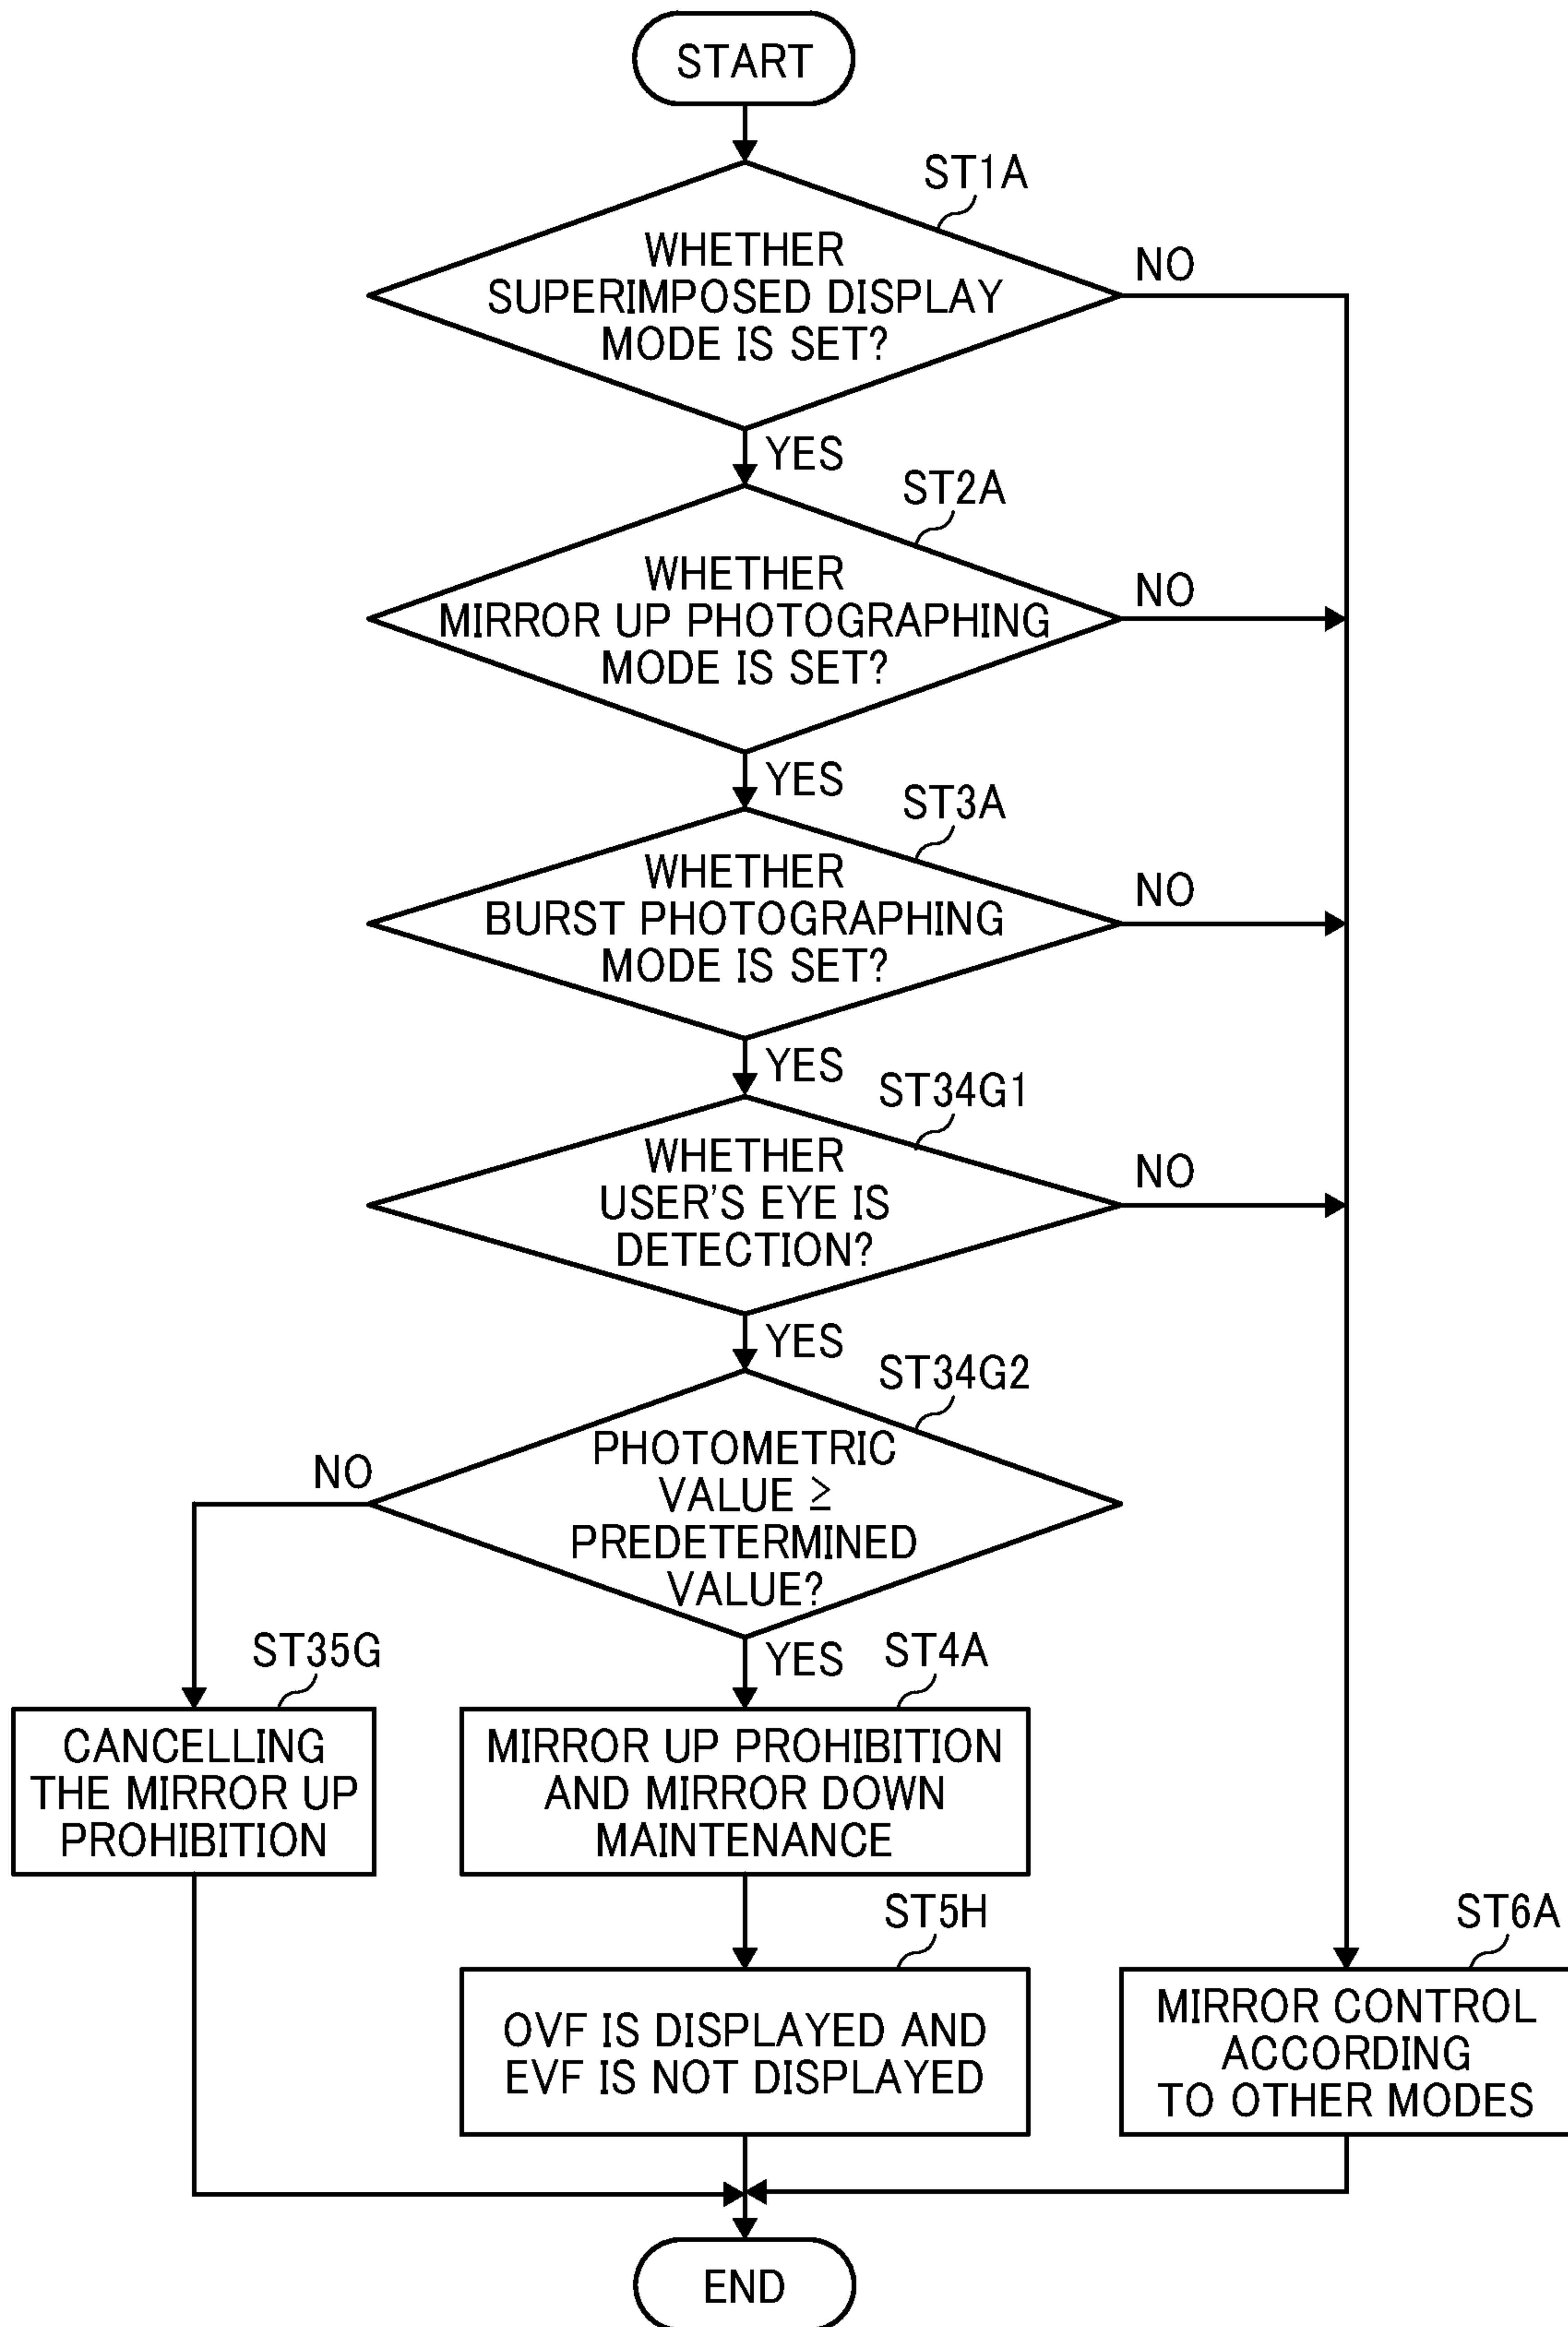 START
ST1A
WHETHER
SUPERIMPOSED DISPLAY
MODE IS SET?
NO
YES
ST2A
WHETHER
MIRROR UP PHOTOGRAPHING
MODE IS SET?
NO
YES
ST3A
WHETHER
BURST PHOTOGRAPHING
MODE IS SET?
NO
YES
ST34G1
WHETHER
USER'S EYE IS
DETECTION?
NO
YES
ST34G2
PHOTOMETRIC
VALUE ≥
PREDETERMINED
VALUE?
NO
YES
ST35G
CANCELLING
THE MIRROR UP
PROHIBITION
ST4A
MIRROR UP PROHIBITION
AND MIRROR DOWN
MAINTENANCE
ST5H
OVF IS DISPLAYED AND
EVF IS NOT DISPLAYED
ST6A
MIRROR CONTROL
ACCORDING
TO OTHER MODES
END